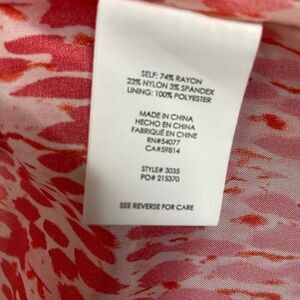 SELF: 74% RAYON
23% NYLON 3% SPANDEX
LINING: 100% POLYESTER
MADE IN CHINA
HECHO EN CHINA
FABRIQUÉ EN CHINE
RN#54077
CA#59814
STYLE# 3035
PO# 215370
SEE REVERSE FOR CARE